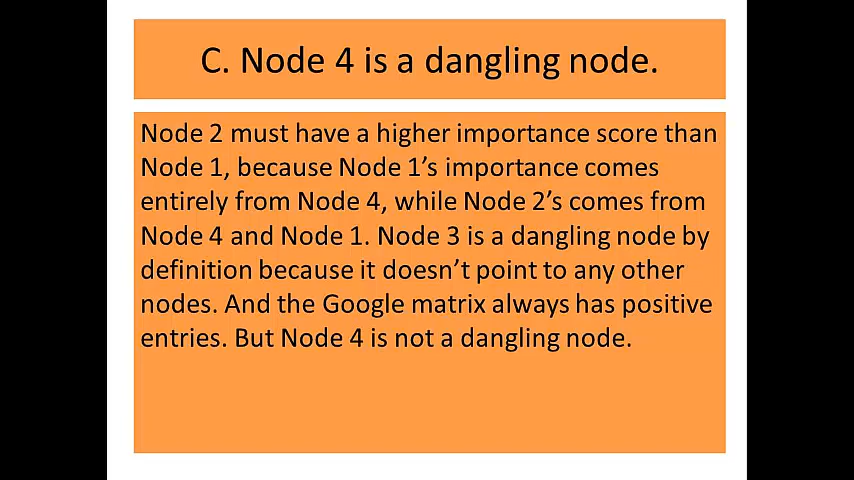 C. Node 4 is a dangling node.
Node 2 must have a higher importance score than
Node 1, because Node 1’s importance comes
entirely from Node 4, while Node 2’s comes from
Node 4 and Node 1. Node 3 is a dangling node by
definition because it doesn’t point to any other
nodes. And the Google matrix always has positive
entries. But Node 4 is not a dangling node.